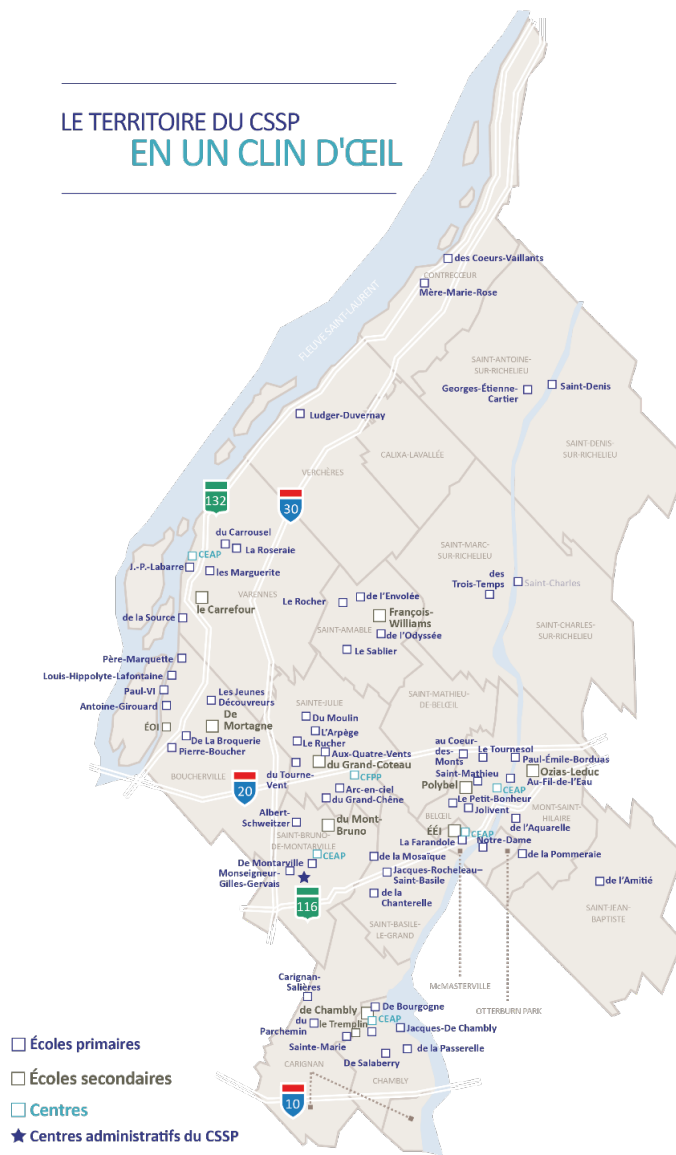 LE TERRITOIRE DU CSSP
EN UN CLIN D'ŒIL
des Coeurs-Vaillants
CONTRECŒUR
Mère-Marie-Rose
FLEUVE SAINT-LAURENT
SAINT-ANTOINE-
SUR-RICHELIEU
Georges-Étienne-
Cartier
Saint-Denis
Ludger-Duvernay
SAINT-DENIS-
SUR-RICHELIEU
CALIXA-LAVALLÉE
VERCHÈRES
132
30
du Carrousel
La Roseraie
CEAP
J.-P.-Labarre
les Marguerite
SAINT-MARC-
SUR-RICHELIEU
des
Trois-Temps
Saint-Charles
VARENNES
le Carrefour
Le Rocher
de l'Envolée
François-
Williams
SAINT-AMABLE
de l'Odyssée
Le Sablier
SAINT-CHARLES-
SUR-RICHELIEU
de la Source
Père-Marquette
Louis-Hippolyte-Lafontaine
Paul-VI
Antoine-Girouard
ÉOI
Les Jeunes
Découvreurs
De
Mortagne
De La Broquerie
Pierre-Boucher
BOUCHERVILLE
SAINTE-JULIE
SAINT-MATHIEU-
DE-BELŒIL
Du Moulin
L'Arpège
Le Rucher
Aux-Quatre-Vents
du Grand-Coteau
du Tourne-
Vent
CFPP
Arc-en-ciel
du Grand-Chêne
20
au Coeur-
des-
Monts
Le Tournesol
Paul-Émile-Borduas
Ozias-Leduc
Saint-Mathieu
Au-Fil-de-l'Eau
Polybel
CEAP
Le Petit-Bonheur
Jolivent
MONT-SAINT-
HILAIRE
BELŒIL
de l'Aquarelle
ÉÉI
CEAP
La Farandole
Notre-Dame
de la Pommeraie
Albert-
Schweitzer
du Mont-
Bruno
SAINT-BRUNO-
DE-MONTARVILLE
CEAP
De Montarville
Monseigneur-
Gilles-Gervais
de la Mosaïque
Jacques-Rocheleau–
Saint-Basile
de la
Chanterelle
116
de l'Amitié
SAINT-JEAN-
BAPTISTE
SAINT-BASILE-
LE-GRAND
McMASTERVILLE
OTTERBURN PARK
Carignan-
Salières
de Chambly
De Bourgogne
du
Parchemin
le Tremplin
CEAP
Jacques-De Chambly
Sainte-Marie
de la Passerelle
De Salaberry
CARIGNAN
CHAMBLY
10
Écoles primaires
Écoles secondaires
Centres
Centres administratifs du CSSP